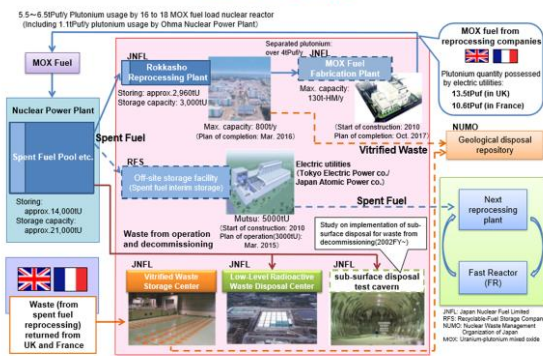 5.5～6.5tPuf/y Plutonium usage by 16 to 18 MOX fuel load nuclear reactor
(including 1.1tPuf/y plutonium usage by Ohma Nuclear Power Plant)
MOX Fuel
JNFL
Rokkasho
Reprocessing Plant
Storing: approx.2,960tU
Storage capacity: 3,000tU
Max. capacity: 800t/y
(Plan of completion: Mar. 2016)
Separated plutonium:
over 4tPuf/y
JNFL
MOX Fuel
Fabrication Plant
Max. capacity:
130t-HM/y
(Start of construction: 2010
Plan of completion: Oct. 2017)
MOX fuel from
reprocessing companies
Plutonium quantity possessed
by electric utilities:
13.5tPuf (in UK)
10.6tPuf (in France)
Nuclear Power Plant
Spent Fuel Pool etc.
Storing:
approx.14,000tU
Storage capacity:
approx.21,000tU
Spent Fuel
RFS
Off-site storage facility
(Spent fuel interim storage)
Mutsu: 5000tU
(Start of construction: 2010
Plan of operation(3000tU):
Mar. 2015)
Electric utilities
(Tokyo Electric Power co./
Japan Atomic Power co.)
Vitrified Waste
NUMO
Geological disposal
repository
Spent Fuel
Next
reprocessing
plant
Fast Reactor
(FR)
Waste from operation
and decommissioning
Study on implementation of sub-
surface disposal for waste from
decommissioning(2002FY～)
JNFL
Vitrified Waste
Storage Center
JNFL
Low-Level Radioactive
Waste Disposal Center
JNFL
sub-surface disposal
test cavern
Waste (from
spent fuel
reprocessing)
returned from
UK and France
JNFL: Japan Nuclear Fuel Limited
RFS: Recyclable-Fuel Storage Company
NUMO: Nuclear Waste Management
Organization of Japan
MOX: Uranium-plutonium mixed oxide